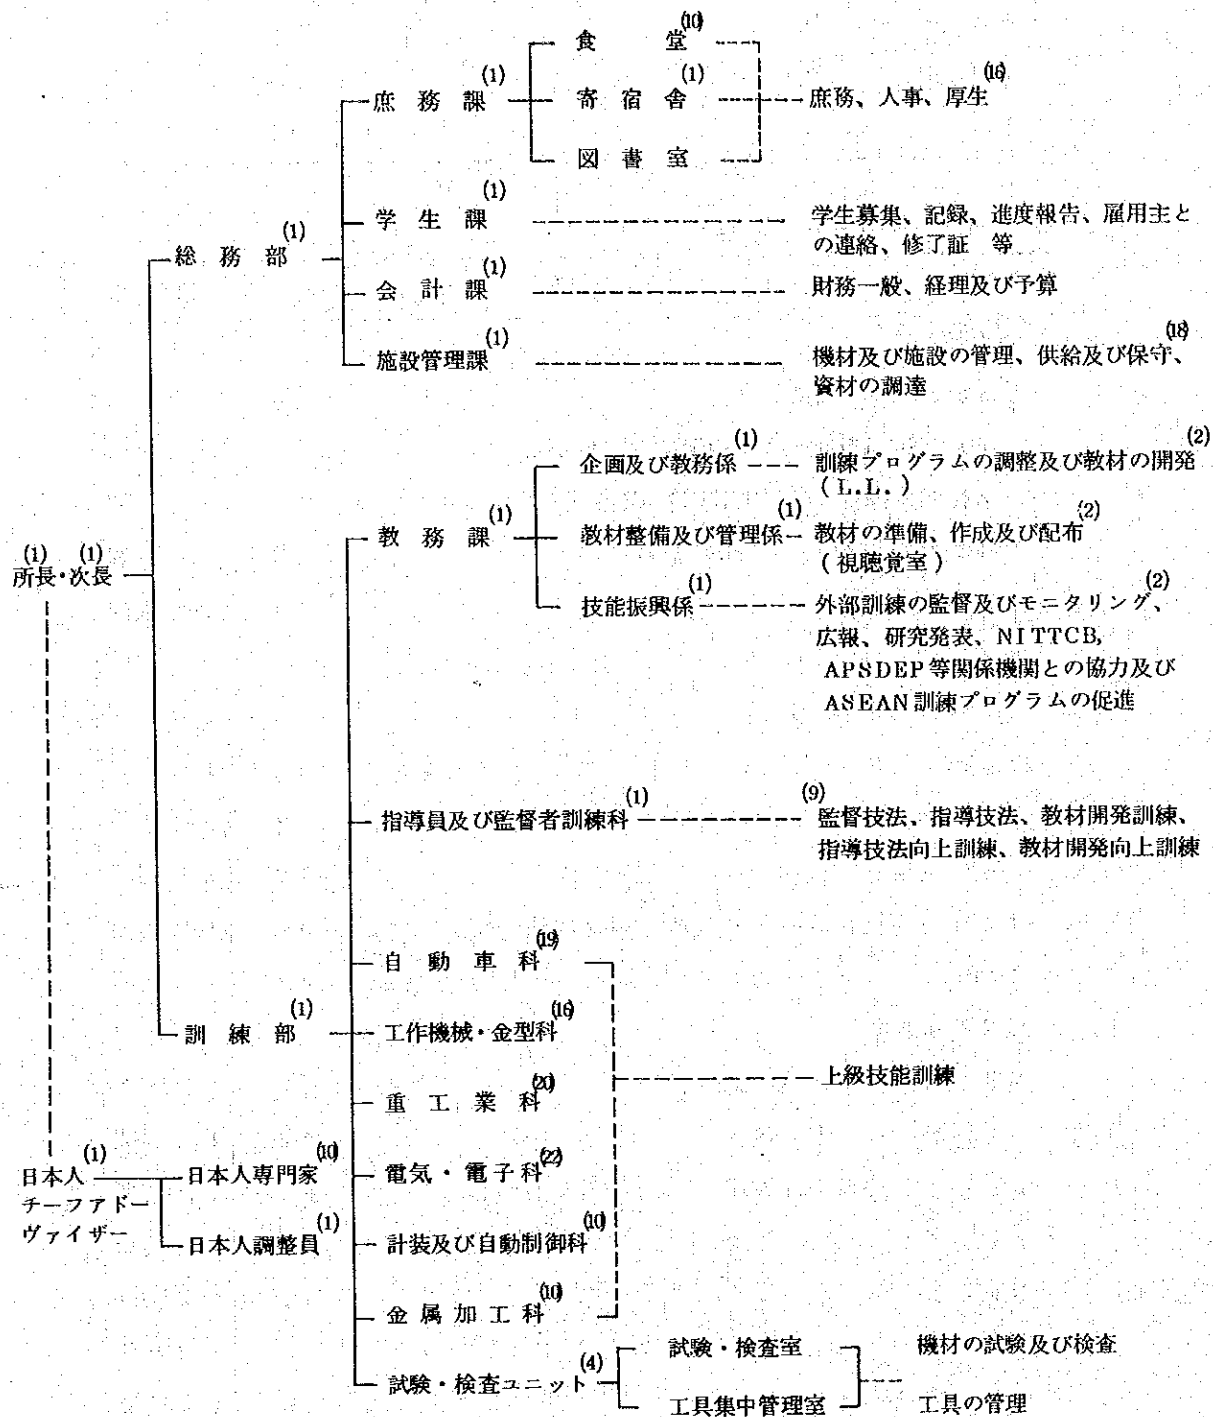 食堂 (10)
庶務課 (1)
寄宿舎 (1)
庶務、人事、厚生 (16)
図書室
学生課 (1)
学生募集、記録、進度報告、雇用主と
の連絡、修了証 等
総務部 (1)
会計課 (1)
財務一般、経理及び予算
施設管理課 (1)
機材及び施設の管理、供給及び保守、 (18)
資材の調達
企画及び教務係 (1)
訓練プログラムの調整及び教材の開発 (2)
(L.L.)
教務課 (1)
教材整備及び管理係 (1)
教材の準備、作成及び配布 (2)
(視聴覚室)
(1) (1)
所長・次長
技能振興係 (1)
外部訓練の監督及びモニタリング、 (2)
広報、研究発表、NITTCB,
APSDEP等関係機関との協力及び
ASEAN訓練プログラムの促進
指導員及び監督者訓練科 (1)
(9)
監督技法、指導技法、教材開発訓練、
指導技法向上訓練、教材開発向上訓練
自動車科 (19)
訓練部 (1)
工作機械・金型科 (16)
上級技能訓練
重工業科 (20)
日本人 (1)
チーフアドー
ヴァイザー
日本人専門家 (10)
電気・電子科 (22)
日本人調整員 (1)
計装及び自動制御科 (10)
金属加工科 (10)
試験・検査ユニット (4)
試験・検査室
機材の試験及び検査
工具集中管理室
工具の管理